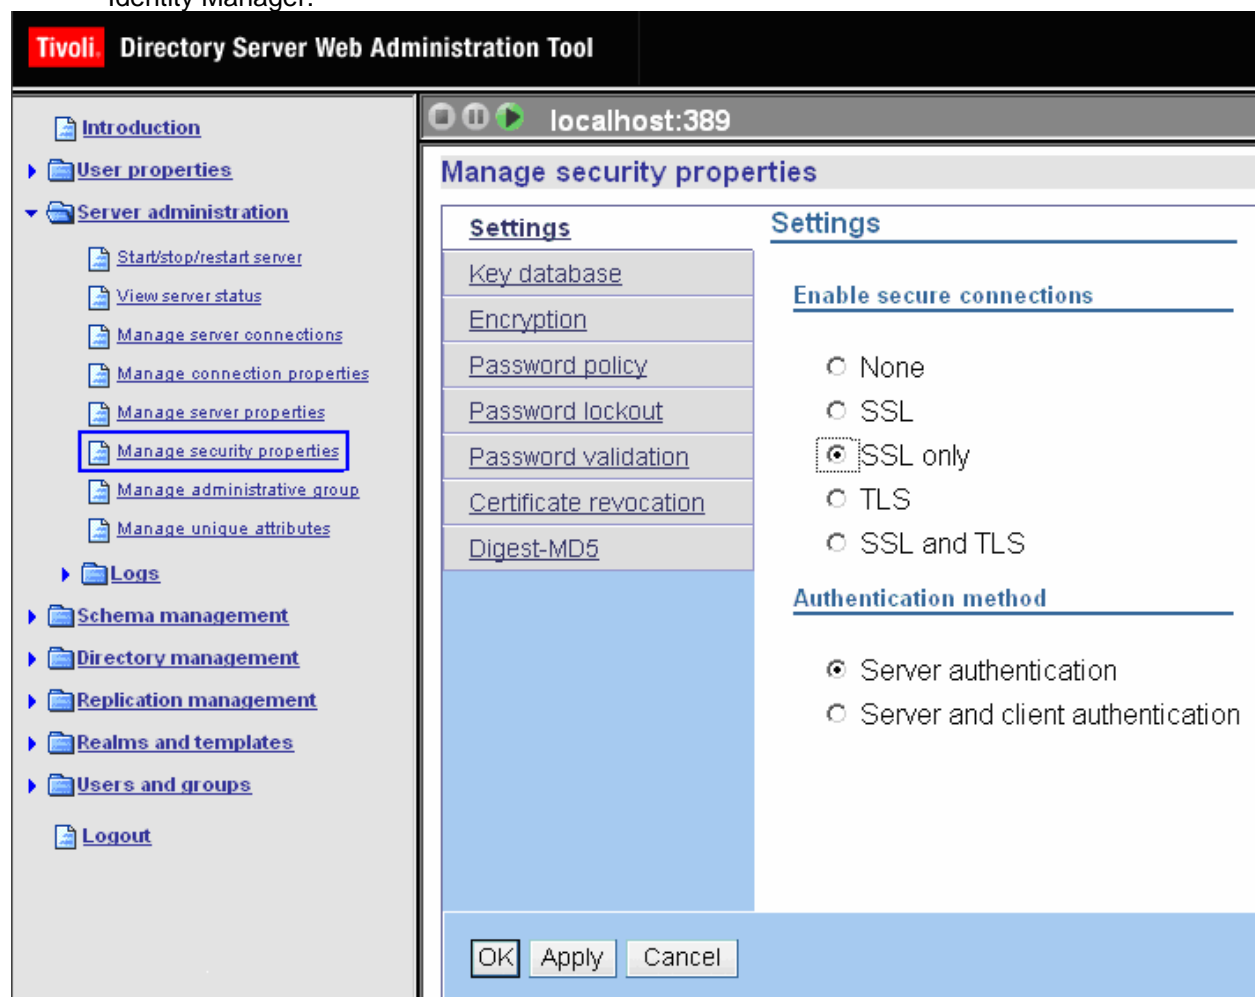 Identity Manager.
Tivoli. Directory Server Web Administration Tool
Introduction
User properties
Server administration
Start/stop/restart server
View server status
Manage server connections
Manage connection properties
Manage server properties
Manage security properties
Manage administrative group
Manage unique attributes
Logs
Schema management
Directory management
Replication management
Realms and templates
Users and groups
Logout
localhost:389
Manage security properties
Settings
Key database
Encryption
Password policy
Password lockout
Password validation
Certificate revocation
Digest-MD5
Settings
Enable secure connections
None
SSL
SSL only
TLS
SSL and TLS
Authentication method
Server authentication
Server and client authentication
OK Apply Cancel